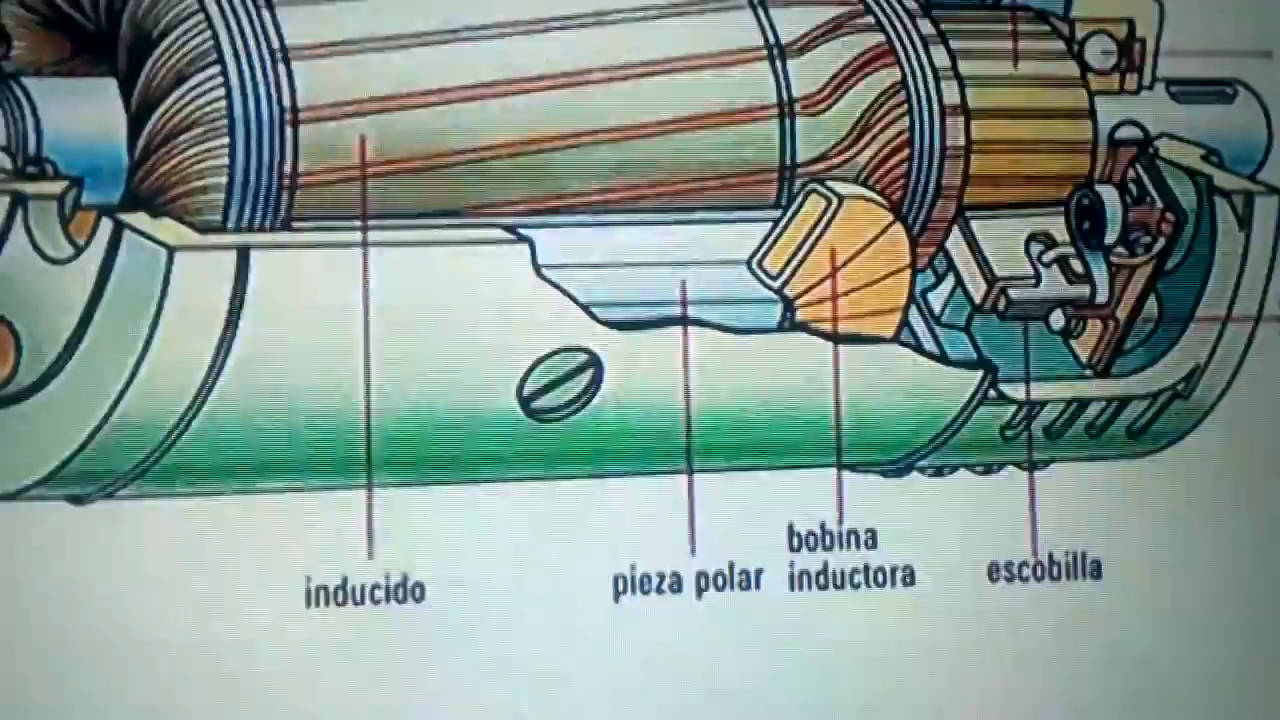 inducido
pieza polar
bobina
inductora
escobilla